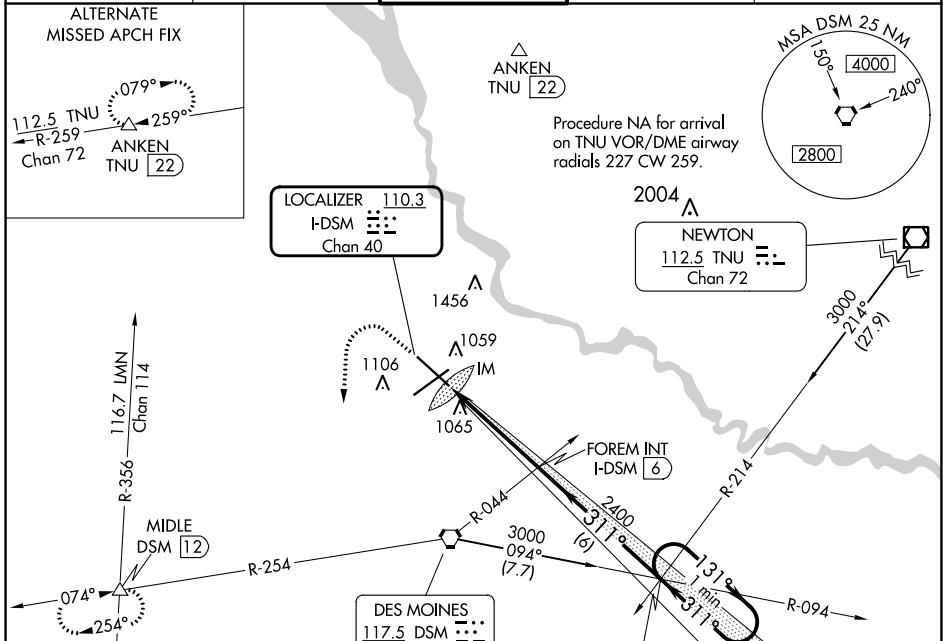 ALTERNATE
MISSED APCH FIX
079°
259°
112.5 TNU
R-259
Chan 72
ANKEN
TNU 22
ANKEN
TNU 22
MSA DSM 25 NM
150°
4000
240°
2800
Procedure NA for arrival
on TNU VOR/DME airway
radials 227 CW 259.
2004
LOCALIZER 110.3
I-DSM
Chan 40
NEWTON
112.5 TNU
Chan 72
3000
214°
(27.9)
1456
1059
IM
1106
1065
116.7 LMN
Chan 114
R-356
FOREM INT
I-DSM 6
R-214
R-044
2400
311°
(6)
MIDLE
DSM 12
R-254
3000
094°
(7.7)
131°
1 min
311°
R-094
074°
254°
DES MOINES
117.5 DSM